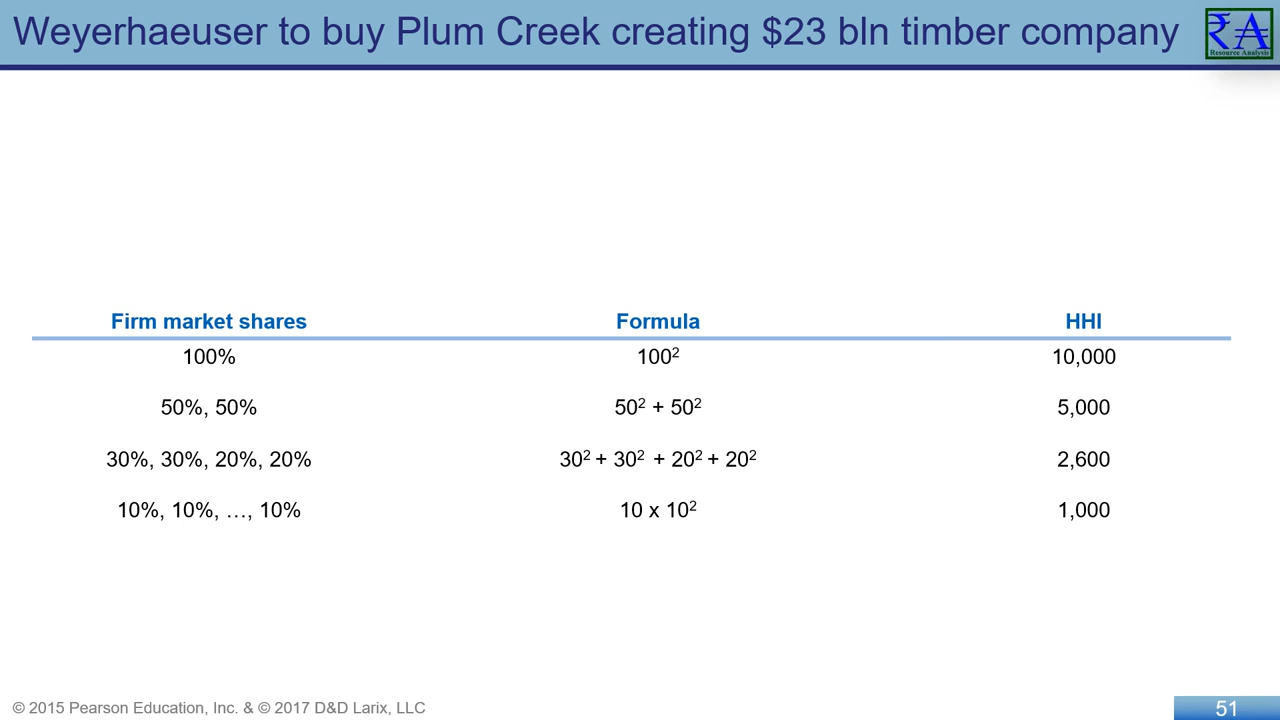 Weyerhaeuser to buy Plum Creek creating $23 bln timber company
₹A
Resource Analysis
Firm market shares Formula HHI
100% 100² 10,000
50%, 50% 50² + 50² 5,000
30%, 30%, 20%, 20% 30² + 30² + 20² + 20² 2,600
10%, 10%, …, 10% 10 x 10² 1,000
© 2015 Pearson Education, Inc. & © 2017 D&D Larix, LLC
51